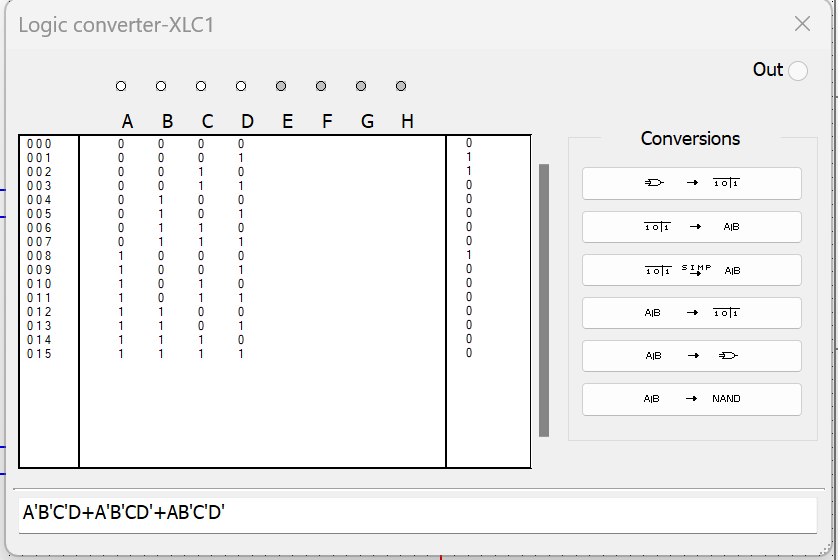 Logic converter-XLC1
Out
A B C D E F G H
000 0 0 0 0 0
001 0 0 0 1 1
002 0 0 1 0 1
003 0 0 1 1 0
004 0 1 0 0 0
005 0 1 0 1 0
006 0 1 1 0 0
007 0 1 1 1 0
008 1 0 0 0 1
009 1 0 0 1 0
010 1 0 1 0 0
011 1 0 1 1 0
012 1 1 0 0 0
013 1 1 0 1 0
014 1 1 1 0 0
015 1 1 1 1 0
Conversions
→ 1 0|1
1 0|1 → A|B
1 0|1 SIMP → A|B
A|B → 1 0|1
A|B →
A|B → NAND
A'B'C'D+A'B'CD'+AB'C'D'